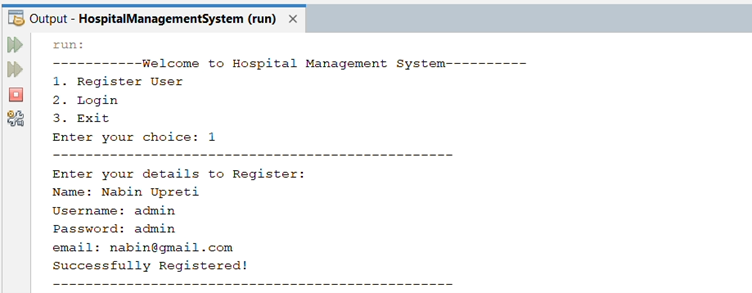 Output - HospitalManagementSystem (run) ×
run:
-----------Welcome to Hospital Management System----------
1. Register User
2. Login
3. Exit
Enter your choice: 1
-------------------------------------------------
Enter your details to Register:
Name: Nabin Upreti
Username: admin
Password: admin
email: nabin@gmail.com
Successfully Registered!
-------------------------------------------------